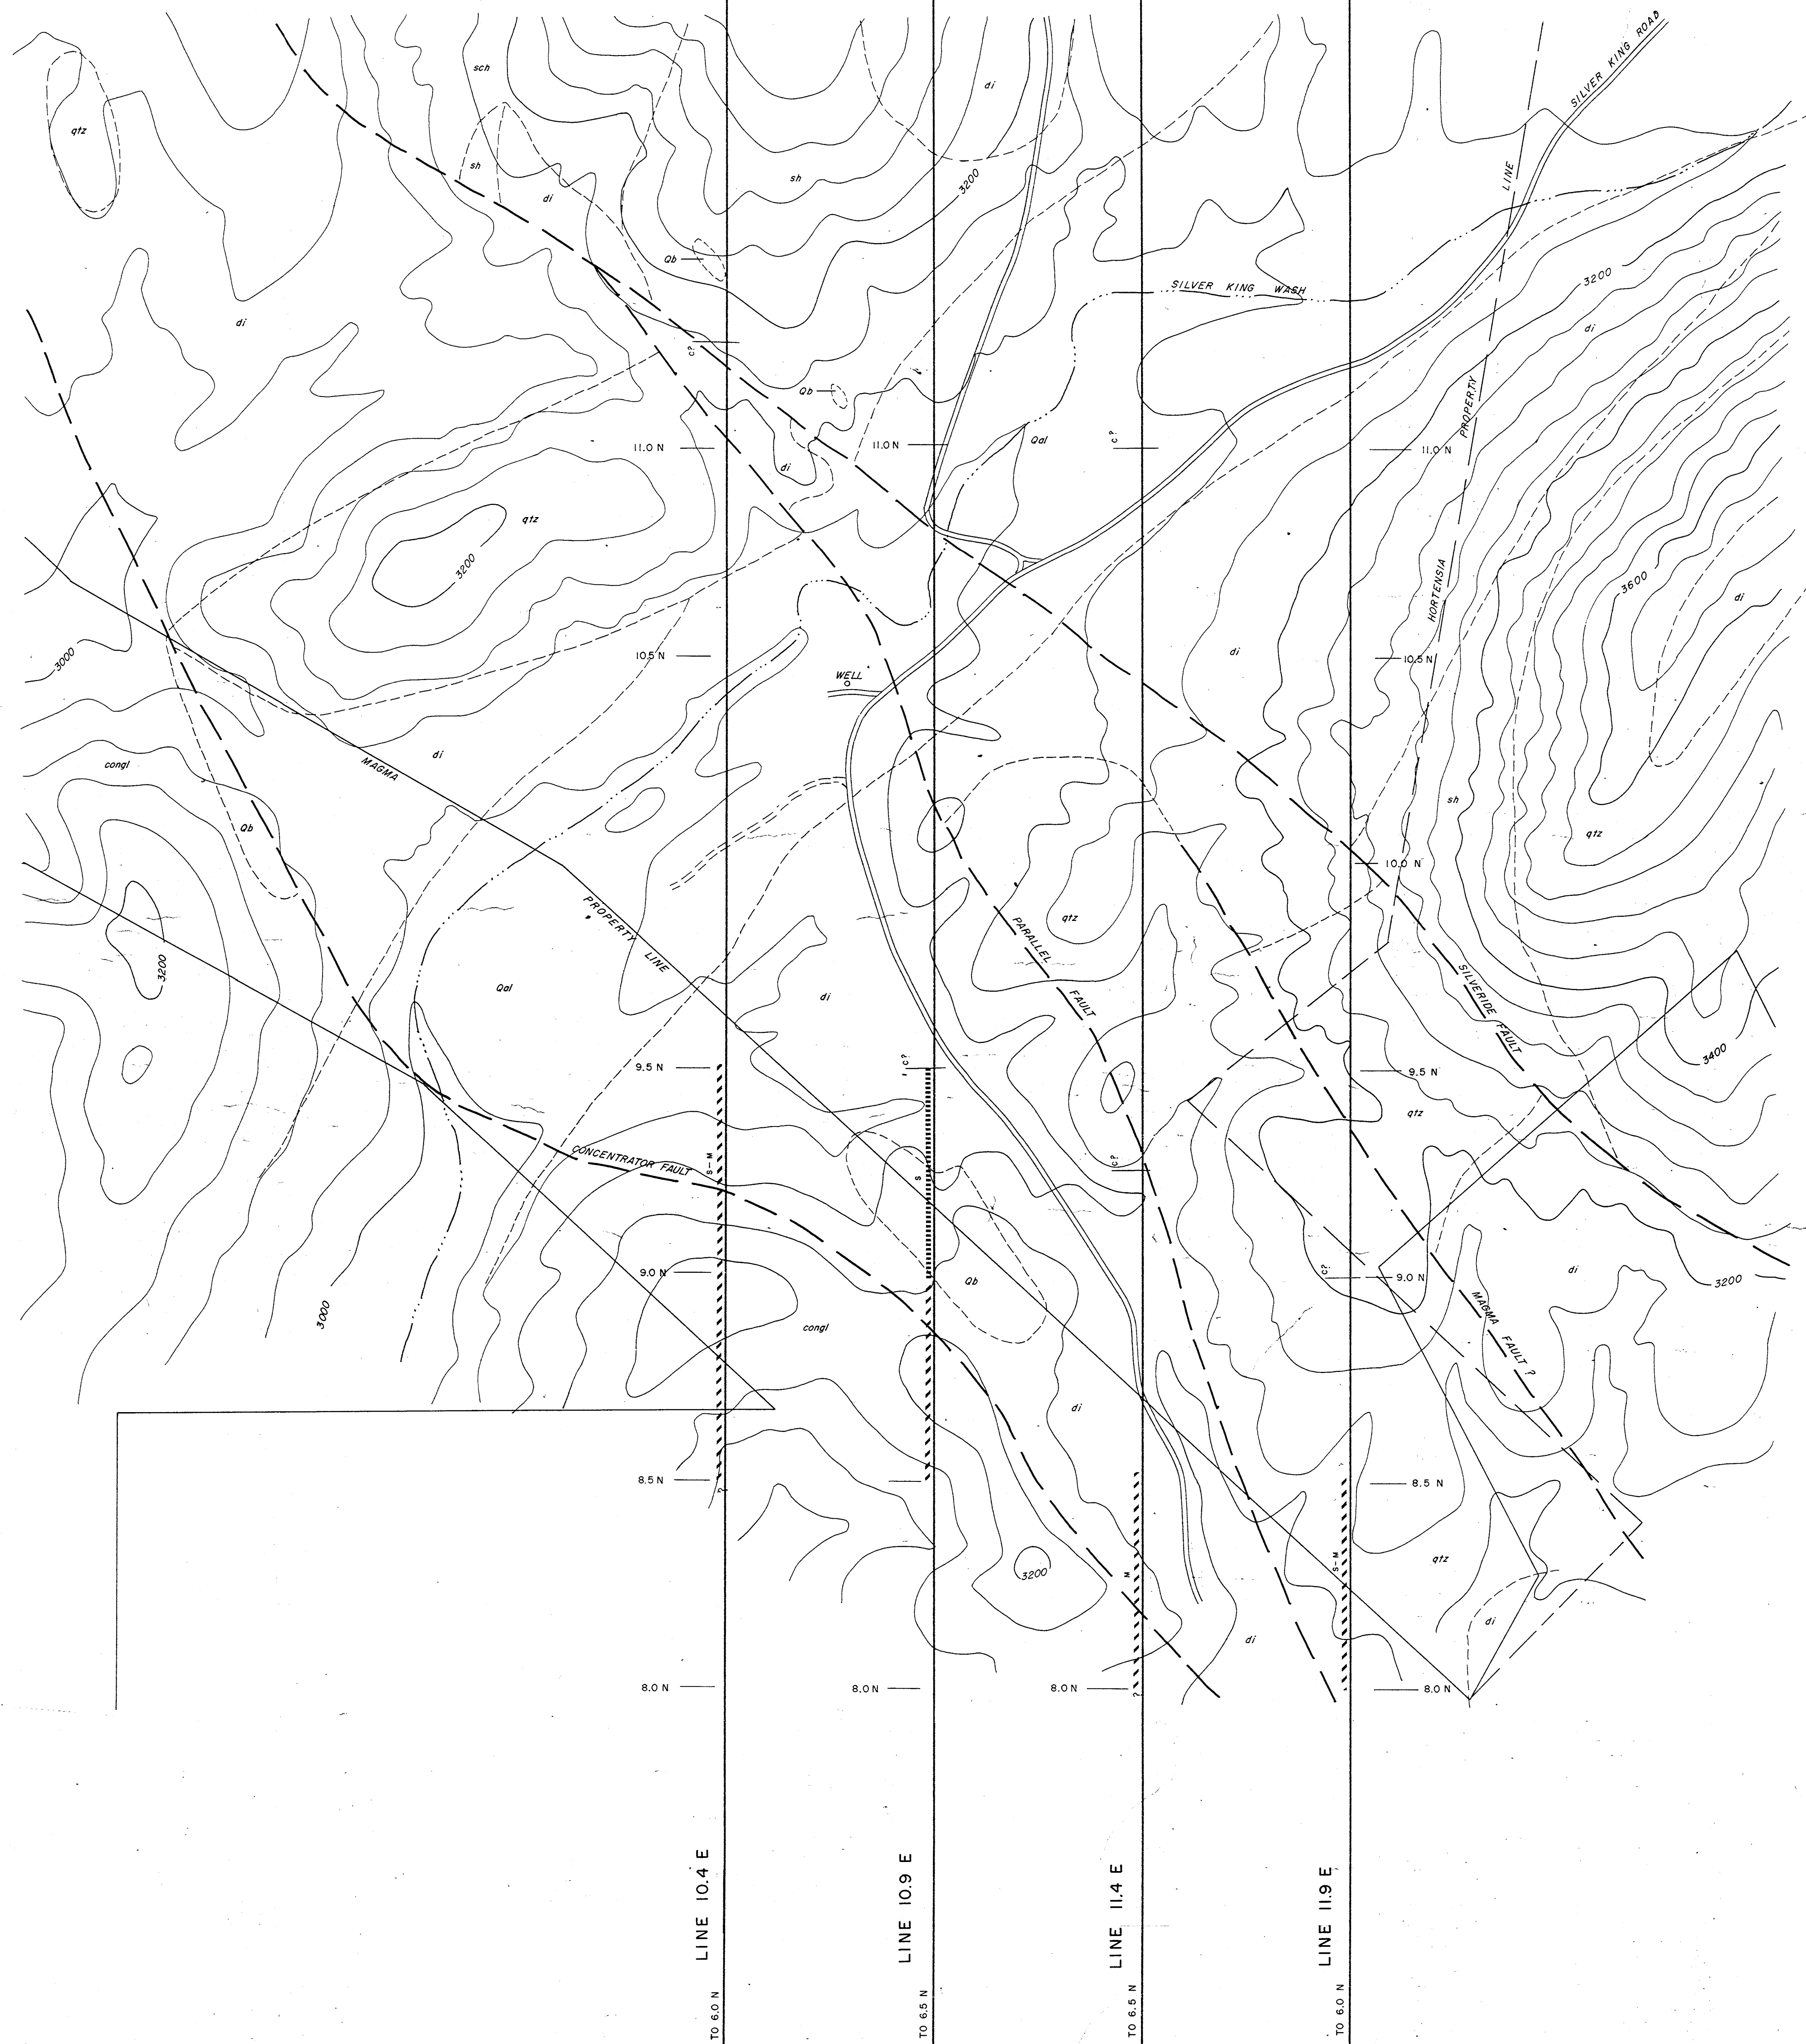 SILVER KING ROAD
sch
di
qtz
sh
sh
LINE
di
3200
Qb
3200
SILVER KING WASH
di
di
C?
Qb
PROPERTY
11.0 N
11.0 N
Qal
C?
11.0 N
di
qtz
3200
HORTENSIA
3600
di
3000
10.5 N
di
10.5 N
WELL
di
congl
MAGMA
sh
Qb
qtz
10.0 N
PROPERTY
qtz
PARALLEL
LINE
3200
SILVERIDE
Qal
di
FAULT
FAULT
3400
9.5 N
C?
9.5 N
qtz
CONCENTRATOR FAULT
S-M
C?
S
9.0 N
Qb
C?
9.0 N
di
3200
3000
congl
MAGMA FAULT ?
di
8.5 N
8.5 N
?
3200
M
S-M
qtz
di
di
8.0 N
8.0 N
8.0 N
?
8.0 N
LINE 10.4 E
LINE 10.9 E
LINE 11.4 E
LINE 11.9 E
TO 6.0 N
TO 6.5 N
TO 6.5 N
TO 6.0 N